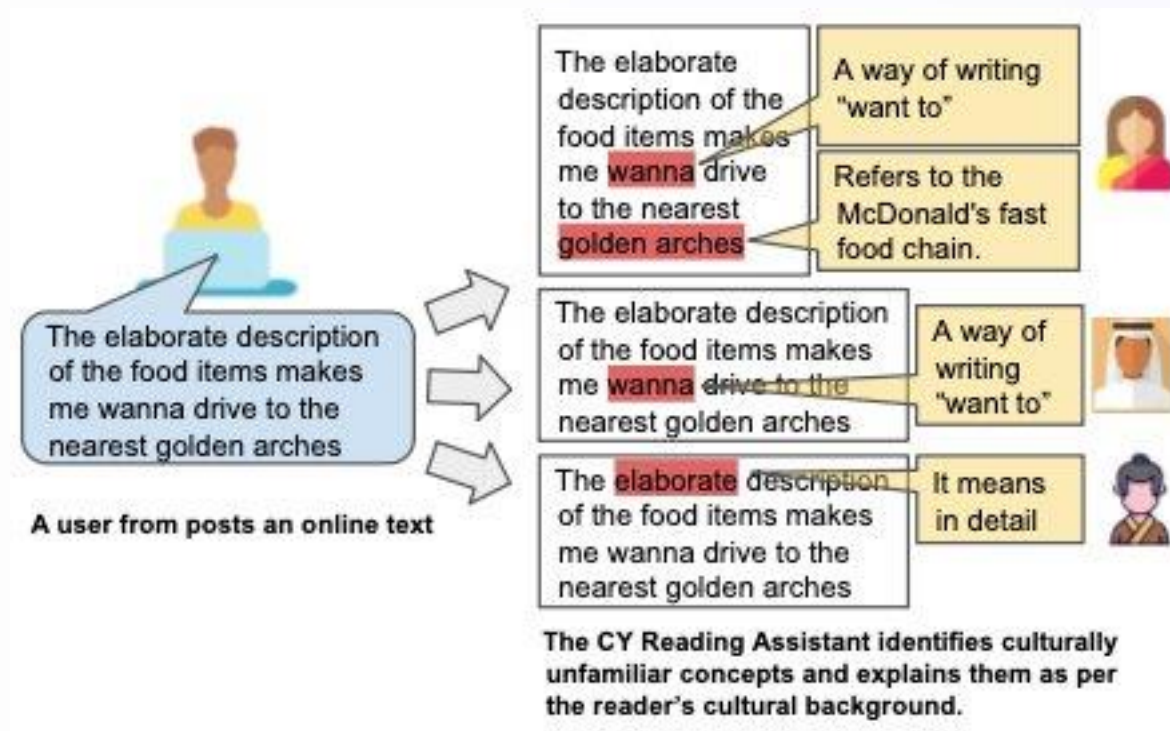 The elaborate description
of the food items makes
me wanna drive to the
nearest golden arches
A user from posts an online text
The elaborate
description of the
food items makes
me wanna drive
to the nearest
golden arches
A way of writing
“want to”
Refers to the
McDonald's fast
food chain.
The elaborate description
of the food items makes
me wanna drive to the
nearest golden arches
A way of
writing
“want to”
The elaborate description
of the food items makes
me wanna drive to the
nearest golden arches
It means
in detail
The CY Reading Assistant identifies culturally
unfamiliar concepts and explains them as per
the reader’s cultural background.